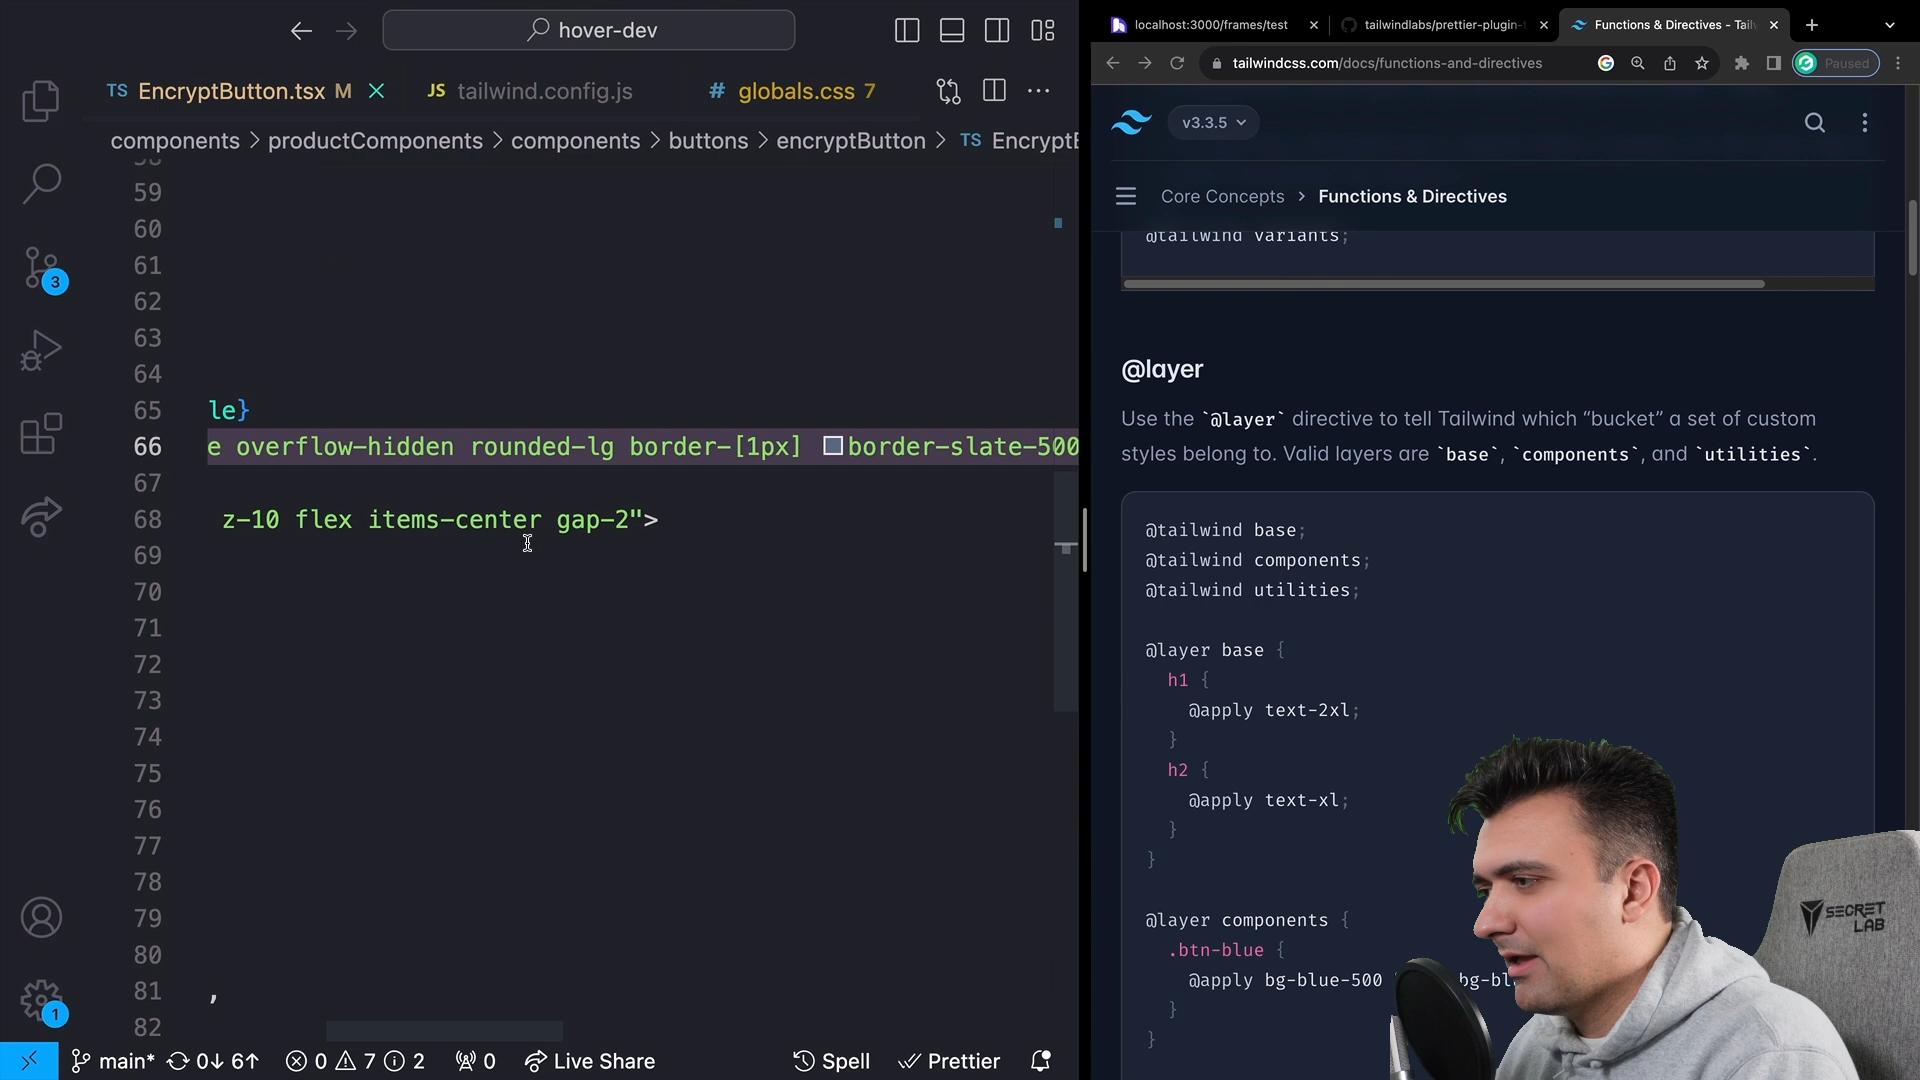 hover-dev
TS EncryptButton.tsx M
JS tailwind.config.js
# globals.css 7
components > productComponents > components > buttons > encryptButton > TS EncryptE
59
60
61
62
63
64
65 le}
66 e overflow-hidden rounded-lg border-[1px] border-slate-500
67
68 z-10 flex items-center gap-2">
69
70
71
72
73
74
75
76
77
78
79
80
81 ,
82
3
1
main* 0↓ 6↑ 0 7 2 0 Live Share Spell Prettier
localhost:3000/frames/test
tailwindlabs/prettier-plugin-
Functions & Directives - Tail
tailwindcss.com/docs/functions-and-directives
Paused
v3.3.5
Core Concepts > Functions & Directives
@tailwind variants;
@layer
Use the `@layer` directive to tell Tailwind which “bucket” a set of custom
styles belong to. Valid layers are `base`, `components`, and `utilities`.
@tailwind base;
@tailwind components;
@tailwind utilities;
@layer base {
h1 {
@apply text-2xl;
}
h2 {
@apply text-xl;
}
}
@layer components {
.btn-blue {
@apply bg-blue-500
}
}
SECRET
LAB